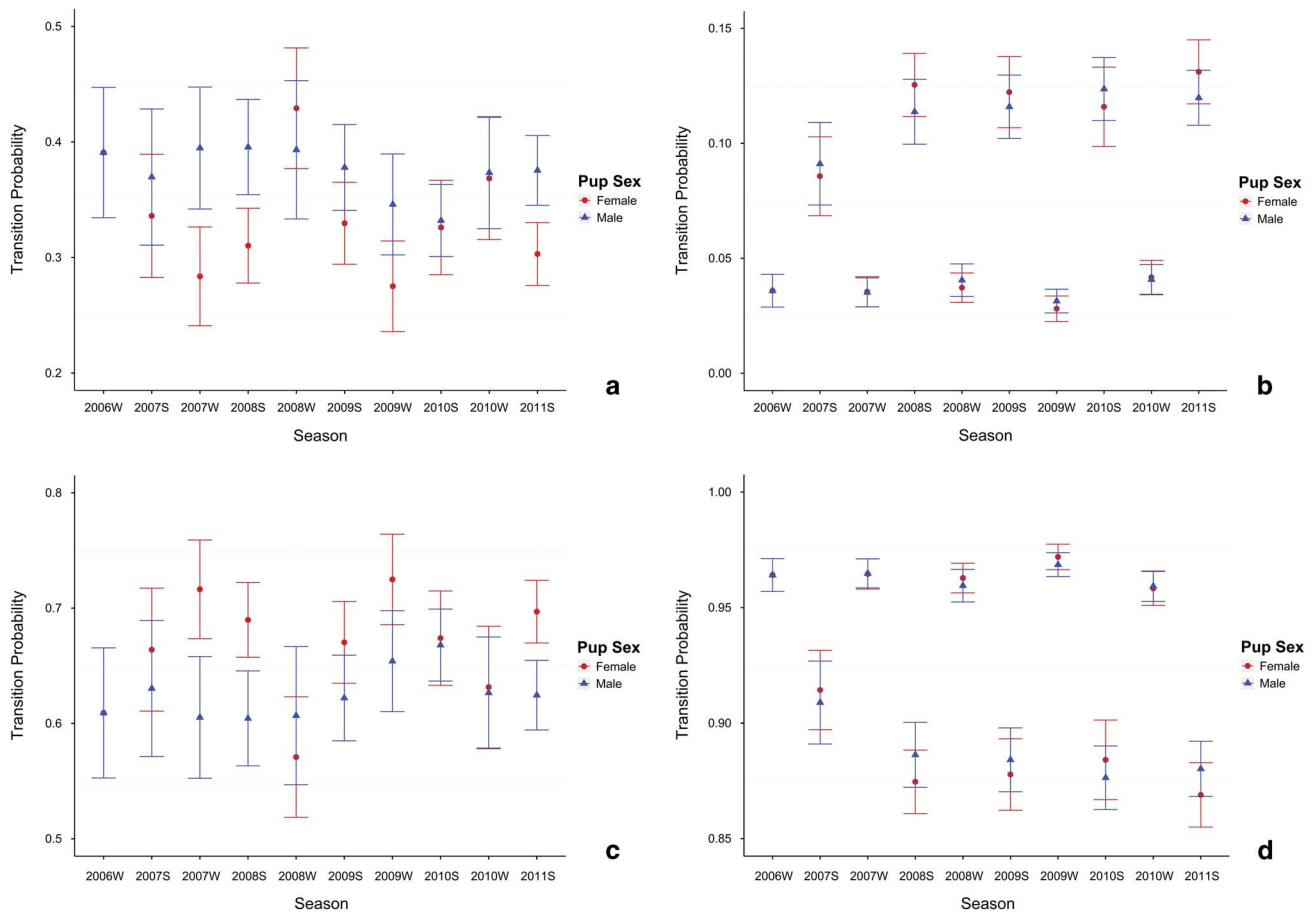 0.5
0.4
0.3
0.2
Transition Probability
2006W 2007S 2007W 2008S 2008W 2009S 2009W 2010S 2010W 2011S
Season
Pup Sex
Female
Male
a
0.15
0.10
0.05
0.00
Transition Probability
2006W 2007S 2007W 2008S 2008W 2009S 2009W 2010S 2010W 2011S
Season
Pup Sex
Female
Male
b
0.8
0.7
0.6
0.5
Transition Probability
2006W 2007S 2007W 2008S 2008W 2009S 2009W 2010S 2010W 2011S
Season
Pup Sex
Female
Male
c
1.00
0.95
0.90
0.85
Transition Probability
2006W 2007S 2007W 2008S 2008W 2009S 2009W 2010S 2010W 2011S
Season
Pup Sex
Female
Male
d